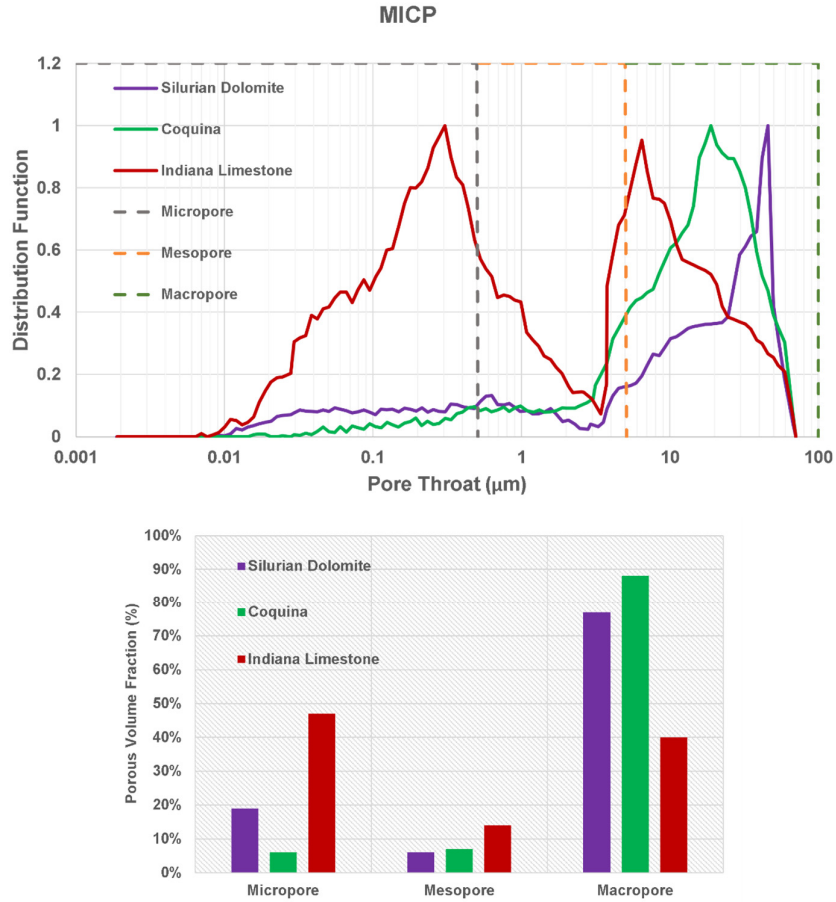 MICP
1.2
1
0.8
0.6
0.4
0.2
0
Distribution Function
Silurian Dolomite
Coquina
Indiana Limestone
Micropore
Mesopore
Macropore
0.001
0.01
0.1
1
10
100
Pore Throat (μm)
100%
90%
80%
70%
60%
50%
40%
30%
20%
10%
0%
Porous Volume Fraction (%)
Silurian Dolomite
Coquina
Indiana Limestone
Micropore
Mesopore
Macropore